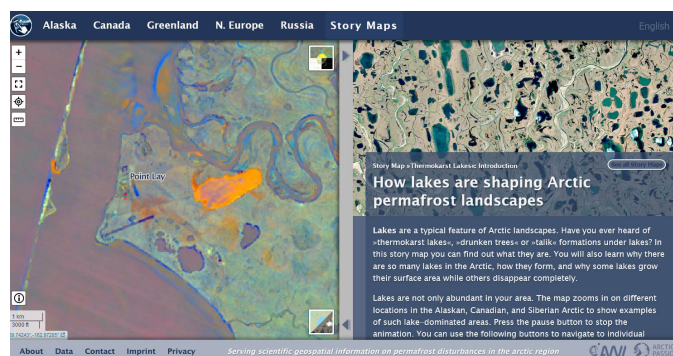 Alaska Canada Greenland N. Europe Russia Story Maps English
+
−
Point Lay
1 km
3000 ft
Story Map »Thermokarst Lakes«: Introduction
See all Story Maps
How lakes are shaping Arctic
permafrost landscapes
Lakes are a typical feature of Arctic landscapes. Have you ever heard of
»thermokarst lakes«, »drunken trees« or »talik« formations under lakes? In
this story map you can find out what they are. You will also learn why there
are so many lakes in the Arctic, how they form, and why some lakes grow
their surface area while others disappear completely.
Lakes are not only abundant in your area. The map zooms in on different
locations in the Alaskan, Canadian, and Siberian Arctic to show examples
of such lake-dominated areas. Press the pause button to stop the
animation. You can use the following buttons to navigate to individual
About Data Contact Imprint Privacy Serving scientific geospatial information on permafrost disturbances in the arctic region
AWI ARCTIC
PASSION